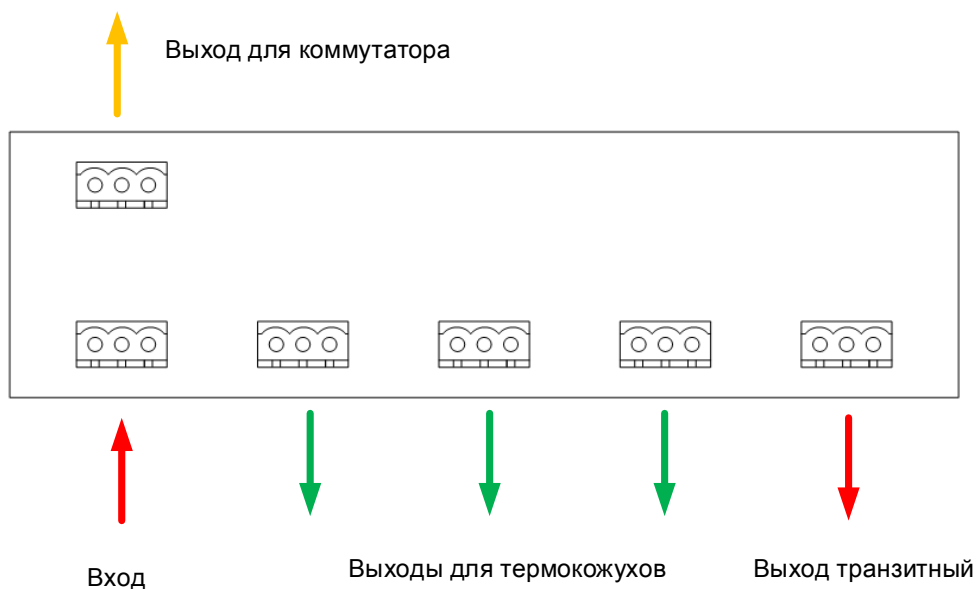 Выход для коммутатора
Вход
Выходы для термокожухов
Выход транзитный